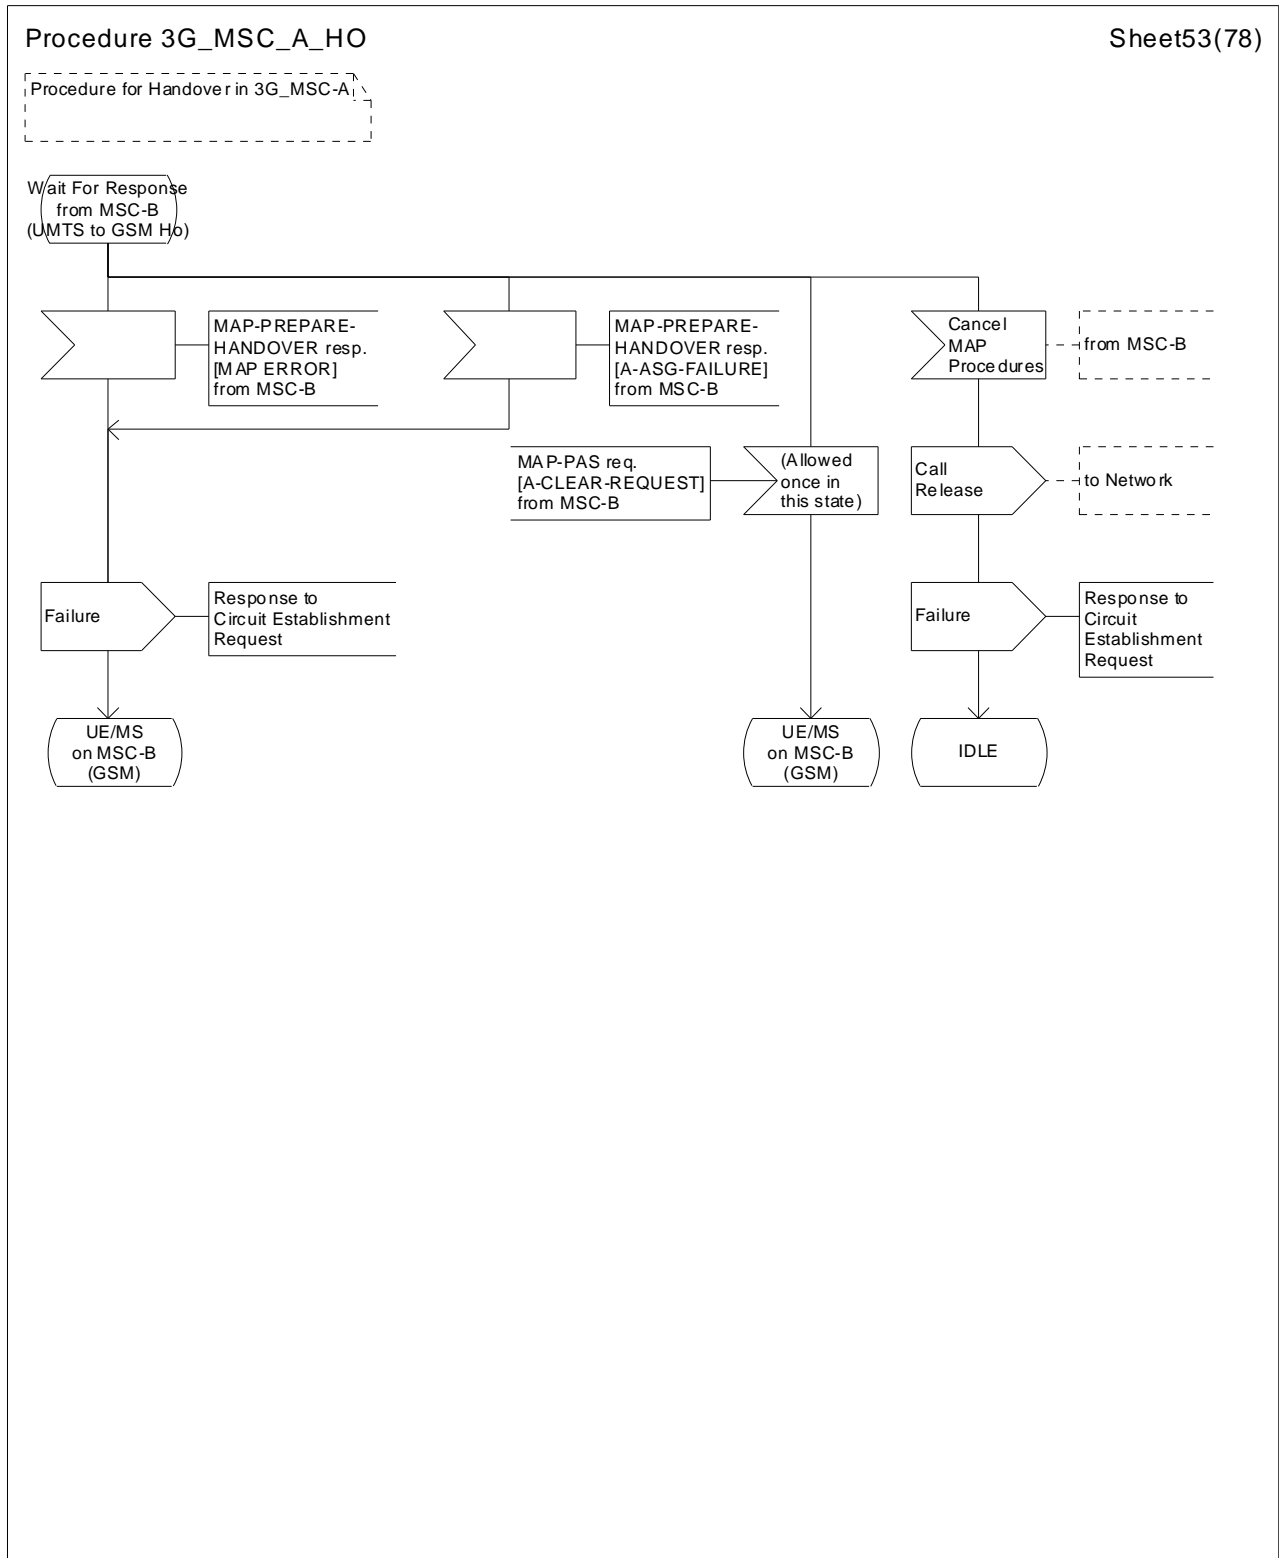 Procedure 3G_MSC_A_HO
Sheet53(78)
Procedure for Handover in 3G_MSC-A
Wait For Response
from MSC-B
(UMTS to GSM Ho)
MAP-PREPARE-
HANDOVER resp.
[MAP ERROR]
from MSC-B
MAP-PREPARE-
HANDOVER resp.
[A-ASG-FAILURE]
from MSC-B
Cancel
MAP
Procedures
from MSC-B
MAP-PAS req.
[A-CLEAR-REQUEST]
from MSC-B
(Allowed
once in
this state)
Call
Release
to Network
Failure
Response to
Circuit Establishment
Request
Failure
Response to
Circuit
Establishment
Request
UE/MS
on MSC-B
(GSM)
UE/MS
on MSC-B
(GSM)
IDLE